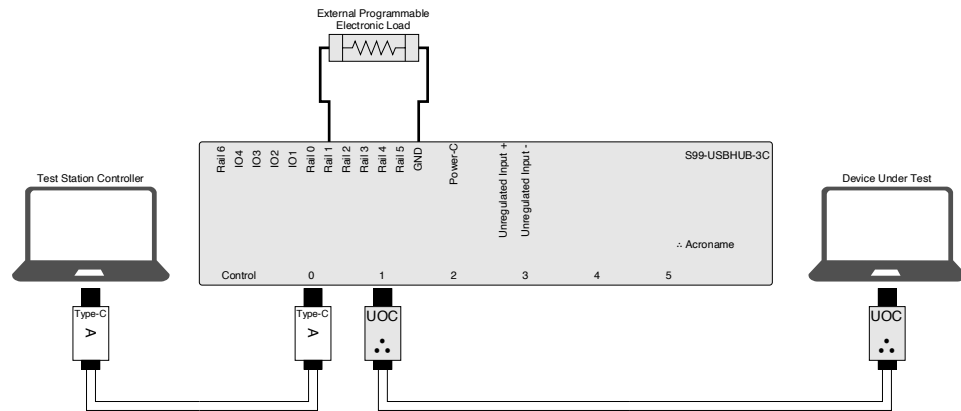 External Programmable
Electronic Load
Rail 6
IO4
IO3
IO2
IO1
Rail 0
Rail 1
Rail 2
Rail 3
Rail 4
Rail 5
GND
Power-C
Unregulated Input +
Unregulated Input -
S99-USBHUB-3C
Test Station Controller
Device Under Test
Acroname
Control 0 1 2 3 4 5
Type-C
A
Type-C
A
UOC
UOC